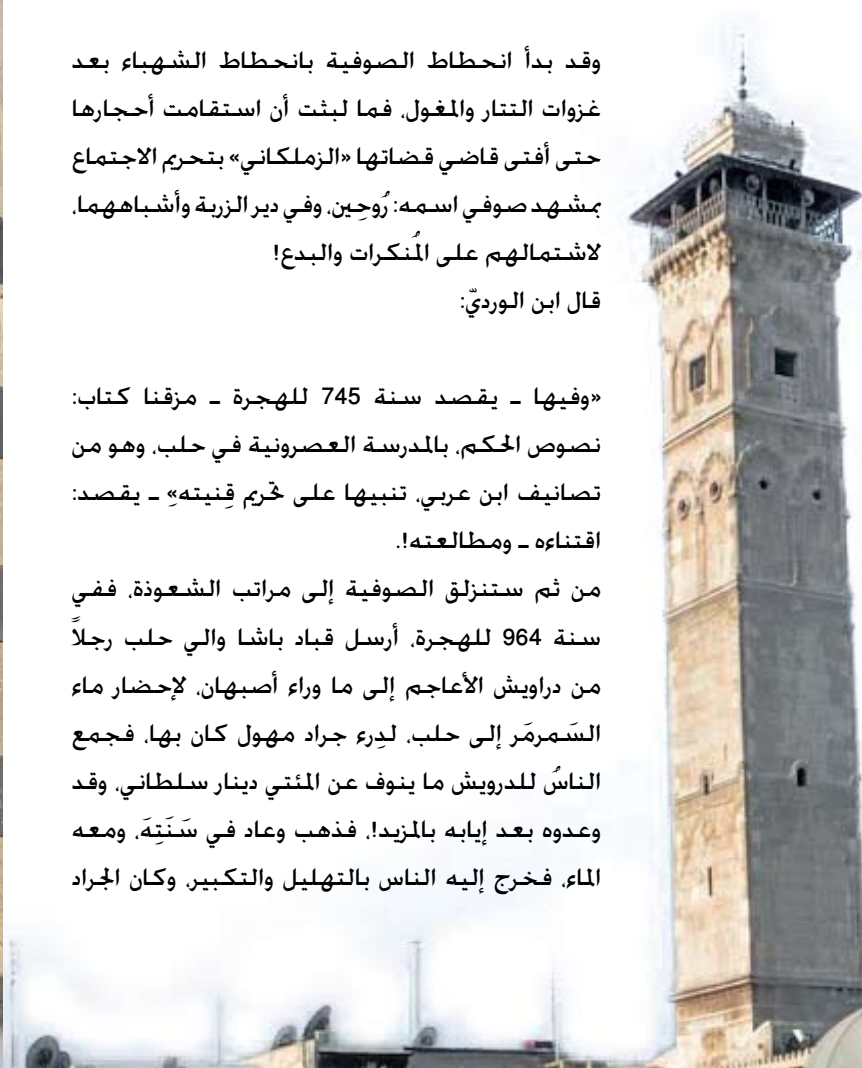 وقد بدأ انحطاط الصوفية بانحطاط الشهباء بعد
غزوات التتار والمغول، فما لبثت أن استقامت أحجارها
حتى أفتى قاضي قضاتها «الزملكاني» بتحريم الاجتماع
بمشهد صوفي اسمه: رُوحِين، وفي دير الزربة وأشباههما،
لاشتمالهم على المُنكرات والبدع!
قال ابن الورديّ:
«وفيها ـ يقصد سنة 745 للهجرة ـ مزقنا كتاب:
نصوص الحكم، بالمدرسة العصرونية في حلب، وهو من
تصانيف ابن عربي، تنبيها على تحريم قِنيتهِ» ـ يقصد:
اقتناءه ـ ومطالعته!.
من ثم ستنزلق الصوفية إلى مراتب الشعوذة، ففي
سنة 964 للهجرة، أرسل قباد باشا والي حلب رجلاً
من دراويش الأعاجم إلى ما وراء أصبهان، لإحضار ماء
السَمرمَر إلى حلب، لدِرء جراد مهول كان بها، فجمع
الناسُ للدرويش ما ينوف عن المئتي دينار سلطاني، وقد
وعدوه بعد إيابه بالمزيد!، فذهب وعاد في سَنَتِهَ، ومعه
الماء، فخرج إليه الناس بالتهليل والتكبير، وكان الجراد